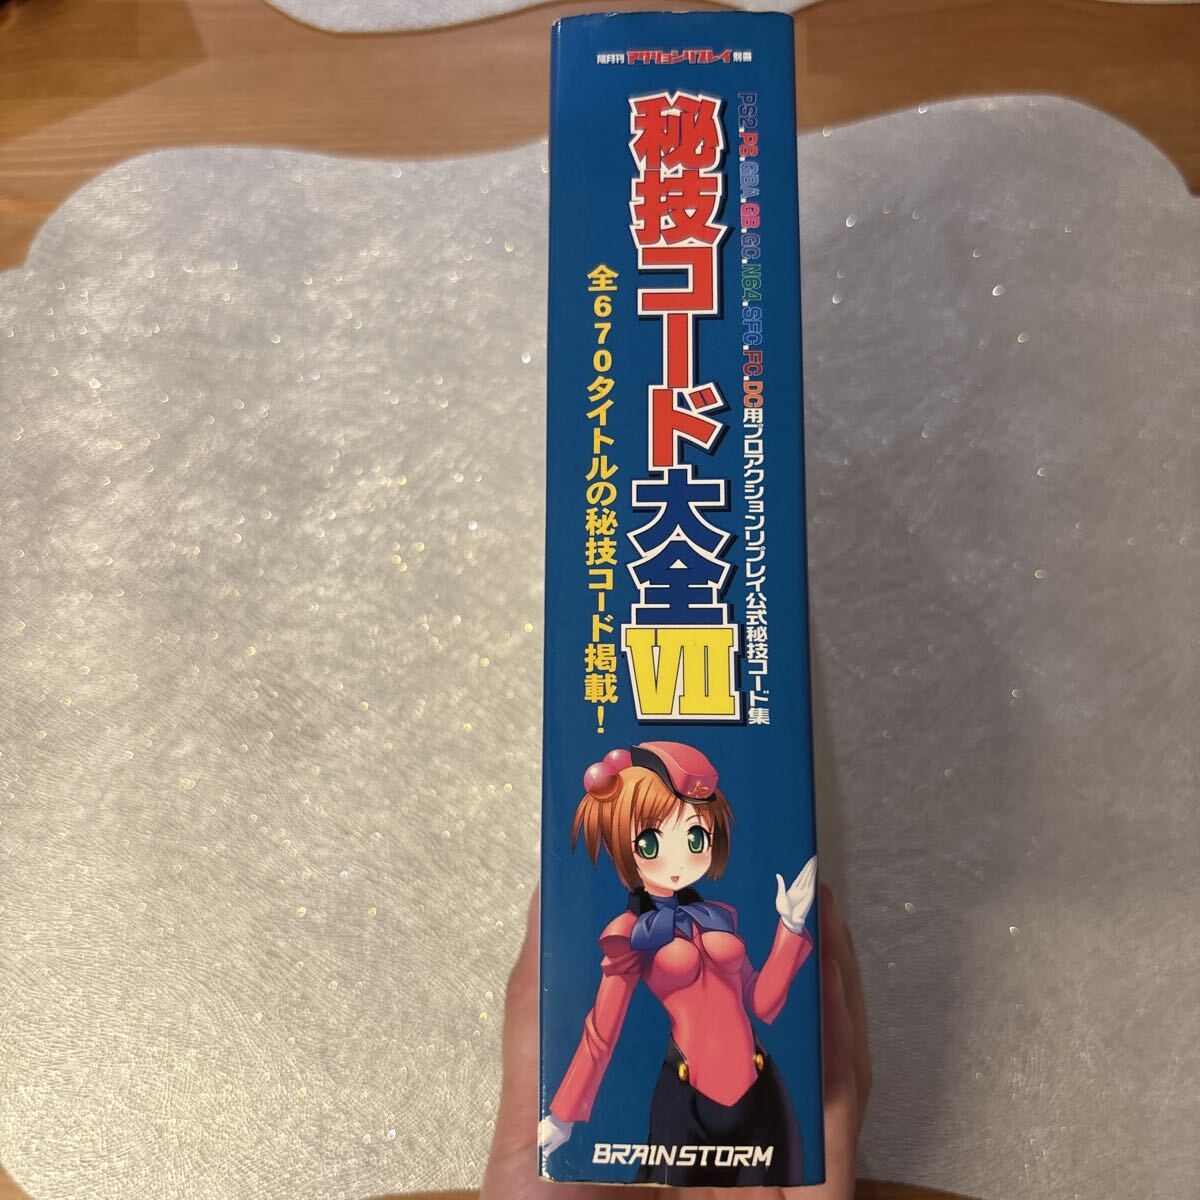 隔月刊アクションリプレイ別冊
PS2.PS.GBA.GB.GC.N64.SFC.FC.DC用プロアクションリプレイ公式秘技コード集
秘技コード大全VII
全670タイトルの秘技コード掲載!
BRAINSTORM